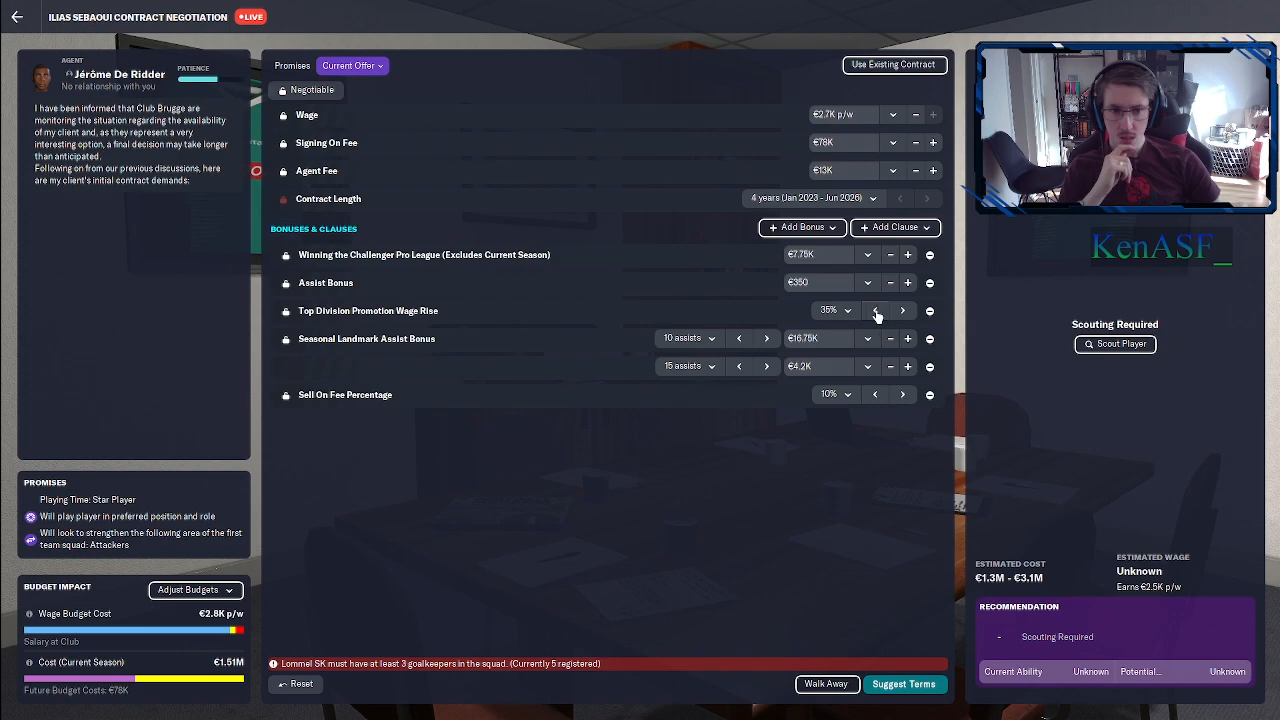 ILIAS SEBAOUI CONTRACT NEGOTIATION
LIVE
AGENT
Jérôme De Ridder
No relationship with you
PATIENCE
I have been informed that Club Brugge are
monitoring the situation regarding the availability
of my client and, as they represent a very
interesting option, a final decision may take longer
than anticipated.
Following on from our previous discussions, here
are my client's initial contract demands:
PROMISES
Playing Time: Star Player
Will play player in preferred position and role
Will look to strengthen the following area of the first
team squad: Attackers
BUDGET IMPACT
Adjust Budgets
Wage Budget Cost €2.8K p/w
Salary at Club
Cost (Current Season) €1.51M
Future Budget Costs: €78K
Promises Current Offer
Use Existing Contract
Negotiable
Wage €2.7K p/w
Signing On Fee €78K
Agent Fee €13K
Contract Length 4 years (Jan 2023 - Jun 2026)
BONUSES & CLAUSES
+ Add Bonus
+ Add Clause
Winning the Challenger Pro League (Excludes Current Season) €7.75K
Assist Bonus €350
Top Division Promotion Wage Rise 35%
Seasonal Landmark Assist Bonus 10 assists €16.75K
15 assists €4.2K
Sell On Fee Percentage 10%
Lommel SK must have at least 3 goalkeepers in the squad. (Currently 5 registered)
Reset
Walk Away
Suggest Terms
KenASF_
Scouting Required
Scout Player
ESTIMATED COST
€1.3M - €3.1M
ESTIMATED WAGE
Unknown
Earns €2.5K p/w
RECOMMENDATION
- Scouting Required
Current Ability Unknown
Potential... Unknown